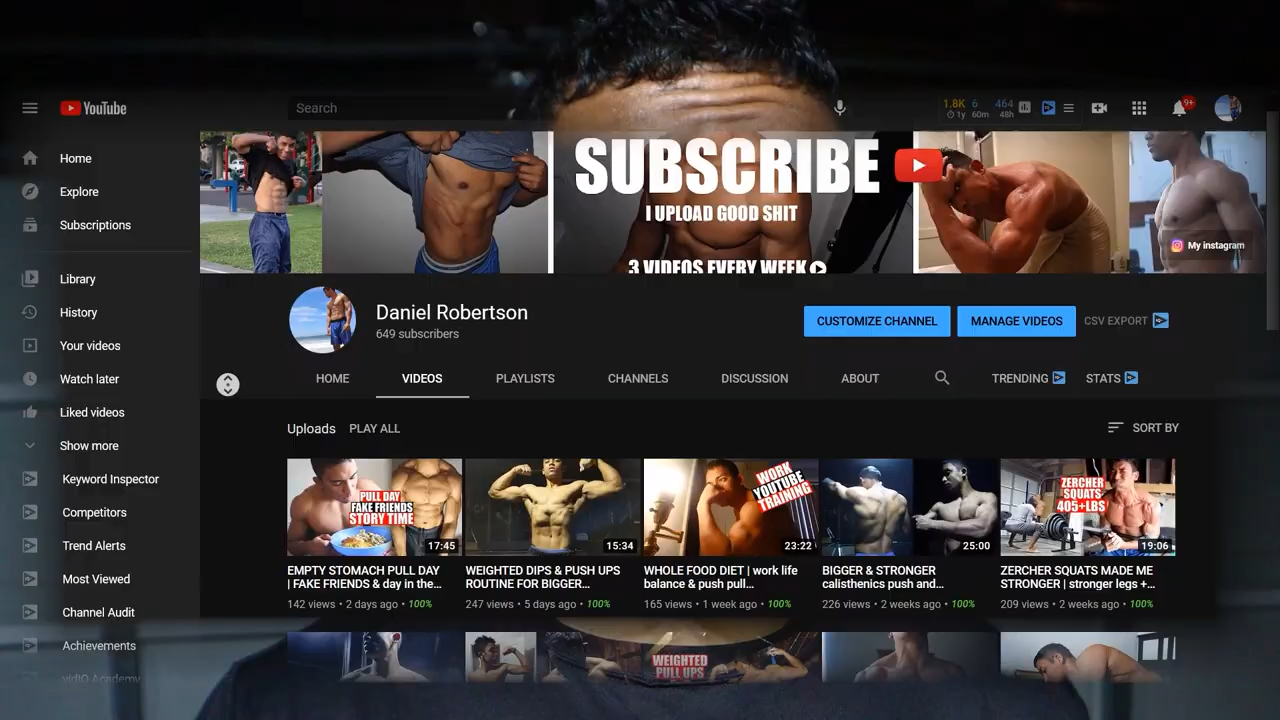 YouTube
Search
1.8K 6 464
1y 60m 48h
9+
Home
Explore
Subscriptions
Library
History
Your videos
Watch later
Liked videos
Show more
Keyword Inspector
Competitors
Trend Alerts
Most Viewed
Channel Audit
Achievements
vidIQ Academy
SUBSCRIBE
I UPLOAD GOOD SHIT
3 VIDEOS EVERY WEEK
My instagram
Daniel Robertson
649 subscribers
CUSTOMIZE CHANNEL
MANAGE VIDEOS
CSV EXPORT
HOME VIDEOS PLAYLISTS CHANNELS DISCUSSION ABOUT TRENDING STATS
Uploads PLAY ALL
SORT BY
PULL DAY
FAKE FRIENDS
STORY TIME
17:45
EMPTY STOMACH PULL DAY
| FAKE FRIENDS & day in the...
142 views • 2 days ago • 100%
15:34
WEIGHTED DIPS & PUSH UPS
ROUTINE FOR BIGGER...
247 views • 5 days ago • 100%
WORK
YOUTUBE
TRAINING
23:22
WHOLE FOOD DIET | work life
balance & push pull...
165 views • 1 week ago • 100%
25:00
BIGGER & STRONGER
calisthenics push and...
226 views • 2 weeks ago • 100%
ZERCHER
SQUATS
405+LBS
19:06
ZERCHER SQUATS MADE ME
STRONGER | stronger legs +...
209 views • 2 weeks ago • 100%
WEIGHTED
PULL UPS